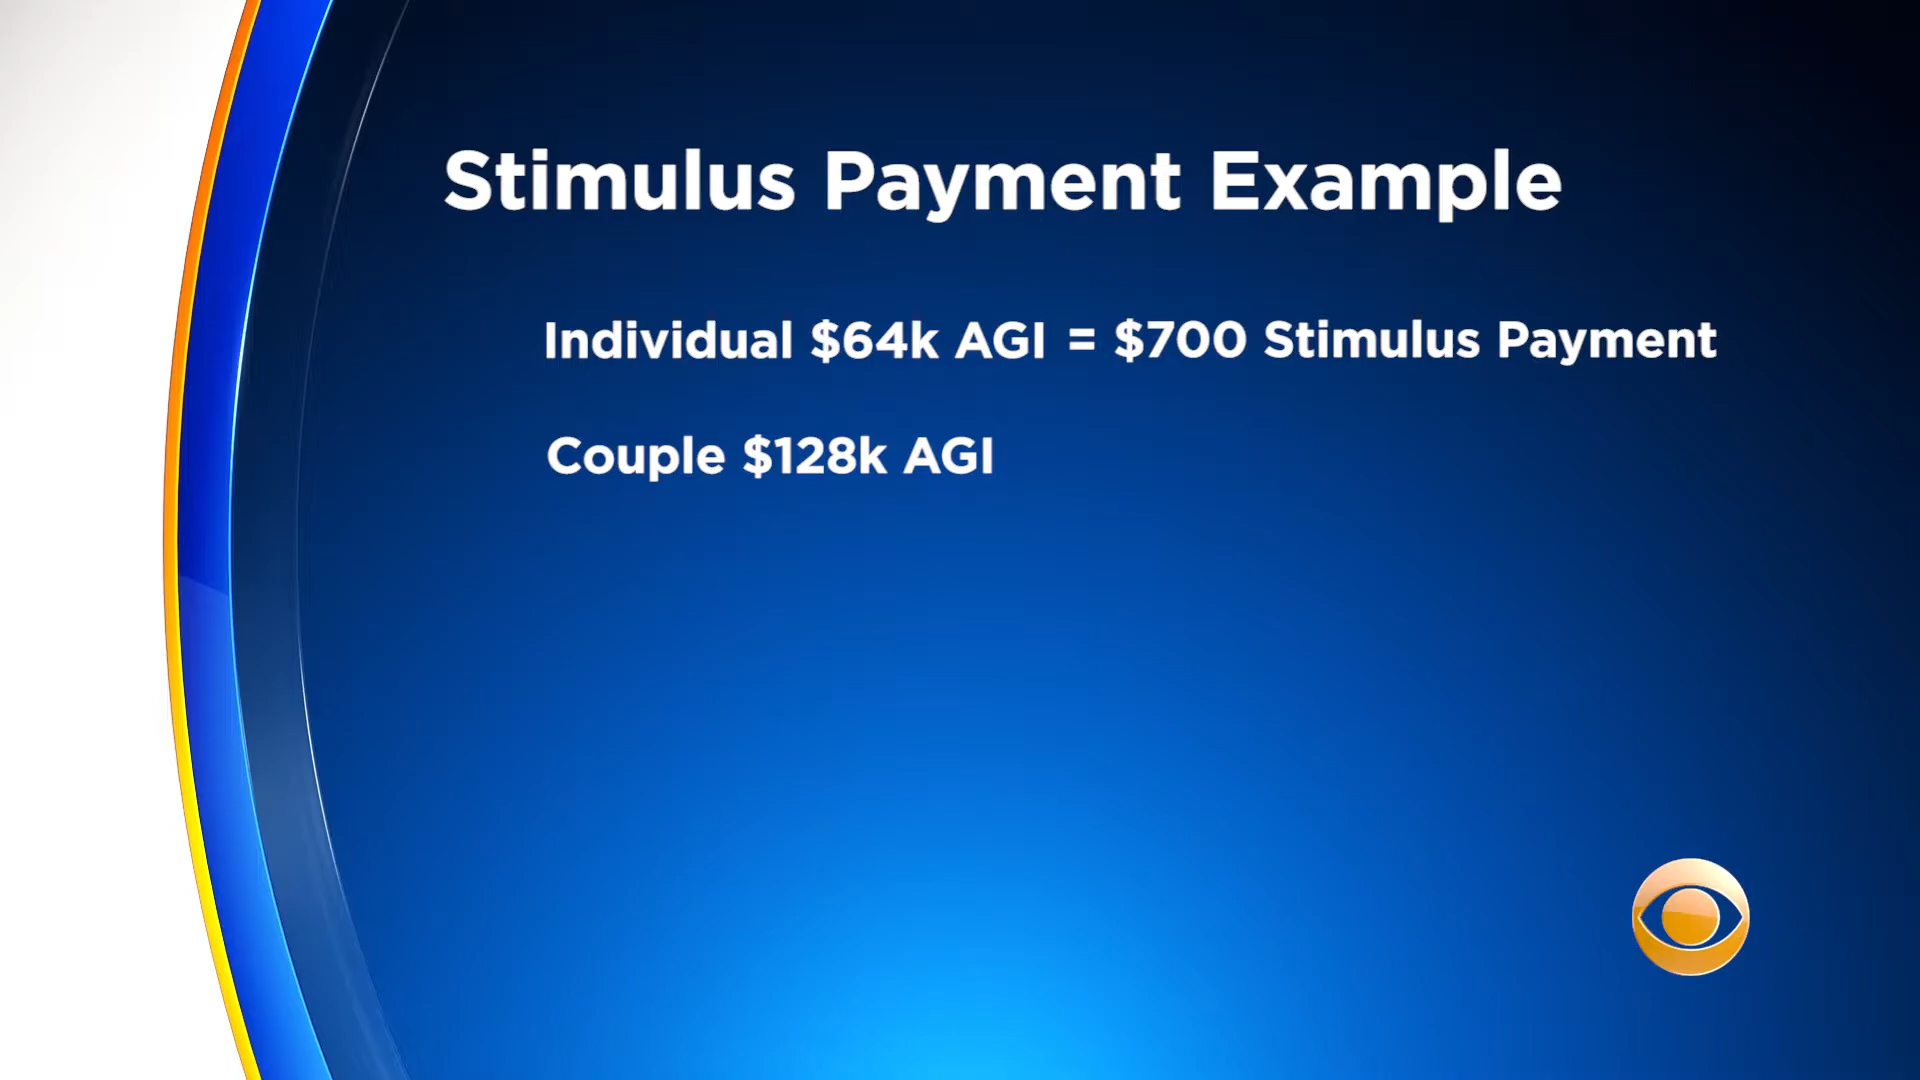 Stimulus Payment Example
Individual $64k AGI = $700 Stimulus Payment
Couple $128k AGI